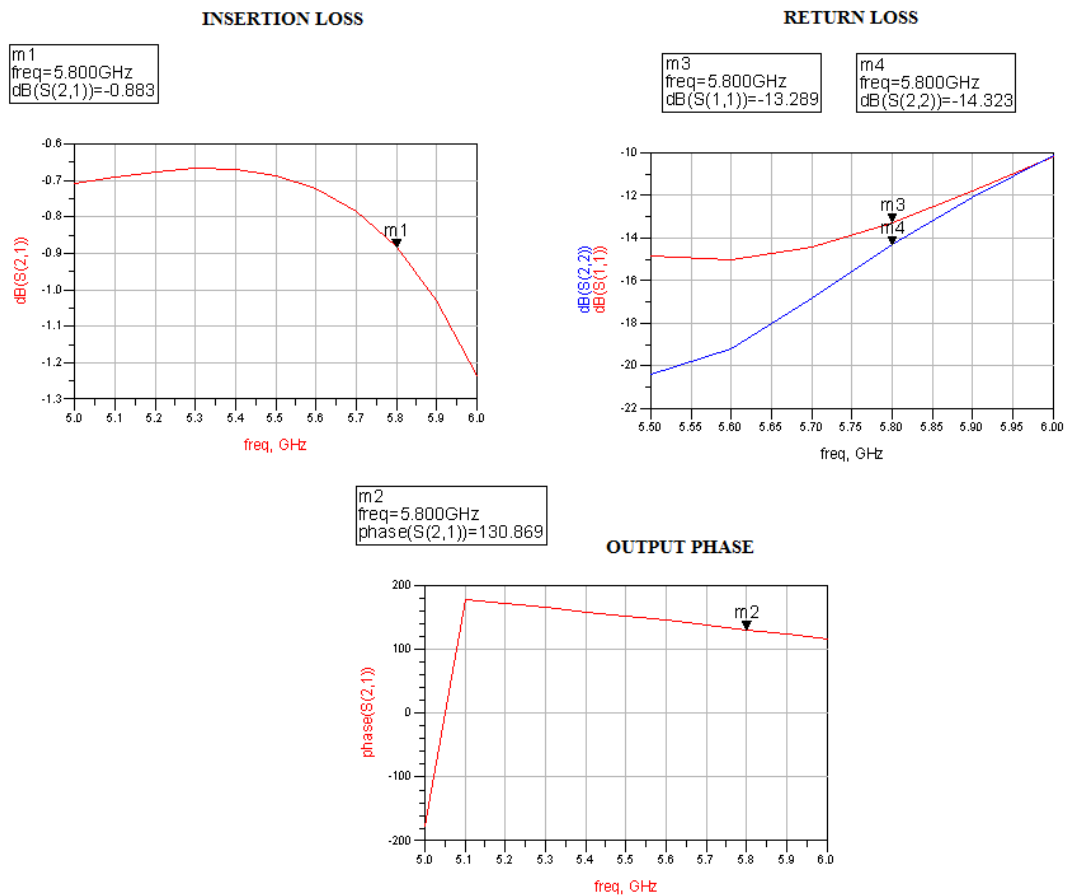 INSERTION LOSS
m1
freq=5.800GHz
dB(S(2,1))=-0.883
-0.6
-0.7
-0.8
-0.9
-1.0
-1.1
-1.2
-1.3
dB(S(2,1))
m1
5.0 5.1 5.2 5.3 5.4 5.5 5.6 5.7 5.8 5.9 6.0
freq, GHz
RETURN LOSS
m3
freq=5.800GHz
dB(S(1,1))=-13.289
m4
freq=5.800GHz
dB(S(2,2))=-14.323
-10
-12
-14
-16
-18
-20
-22
dB(S(2,2))
dB(S(1,1))
m3
m4
5.50 5.55 5.60 5.65 5.70 5.75 5.80 5.85 5.90 5.95 6.00
freq, GHz
m2
freq=5.800GHz
phase(S(2,1))=130.869
OUTPUT PHASE
200
100
0
-100
-200
phase(S(2,1))
m2
5.0 5.1 5.2 5.3 5.4 5.5 5.6 5.7 5.8 5.9 6.0
freq, GHz